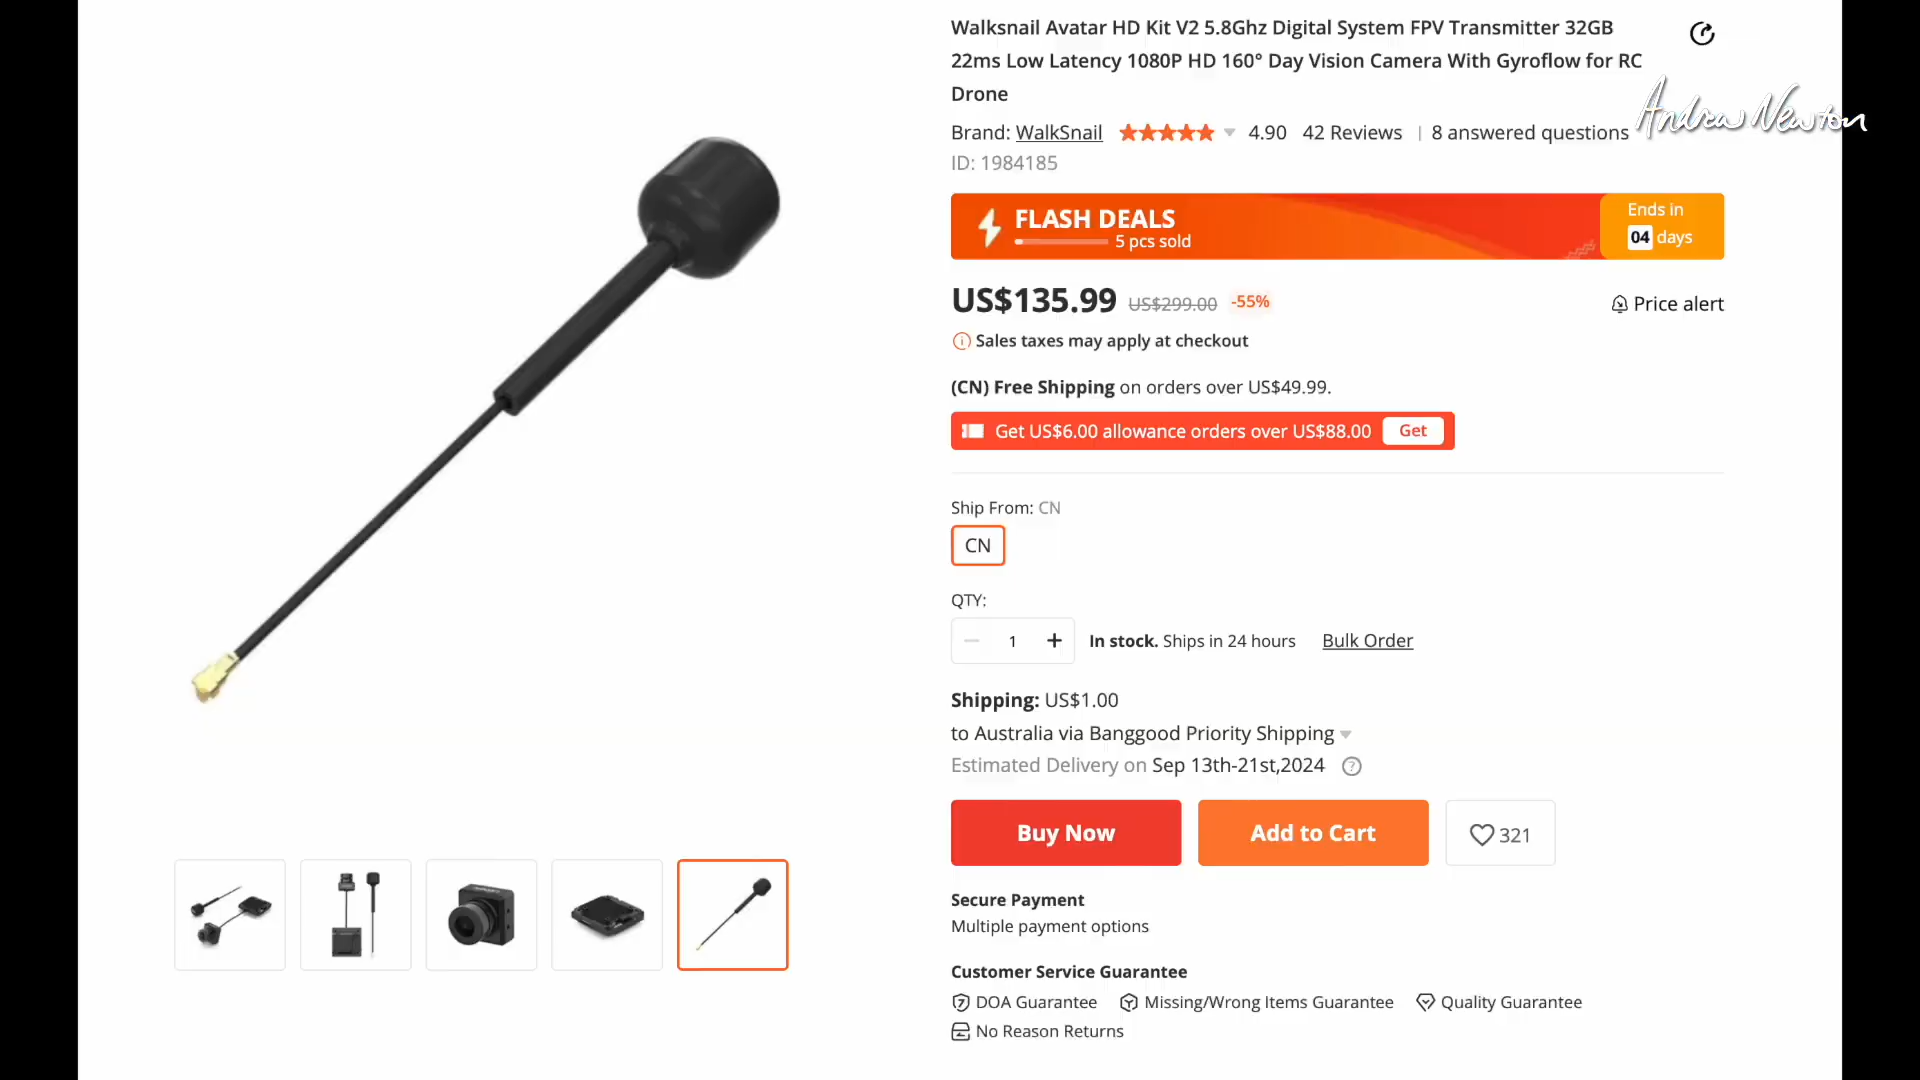 Walksnail Avatar HD Kit V2 5.8Ghz Digital System FPV Transmitter 32GB
22ms Low Latency 1080P HD 160° Day Vision Camera With Gyroflow for RC
Drone
Andrew Newton
Brand: WalkSnail 4.90 42 Reviews | 8 answered questions
ID: 1984185
FLASH DEALS
5 pcs sold
Ends in
04 days
US$135.99 US$299.00 -55%
Price alert
Sales taxes may apply at checkout
(CN) Free Shipping on orders over US$49.99.
Get US$6.00 allowance orders over US$88.00 Get
Ship From: CN
CN
QTY:
1 + In stock. Ships in 24 hours Bulk Order
Shipping: US$1.00
to Australia via Banggood Priority Shipping
Estimated Delivery on Sep 13th-21st,2024 ?
Buy Now
Add to Cart
321
Secure Payment
Multiple payment options
Customer Service Guarantee
DOA Guarantee Missing/Wrong Items Guarantee Quality Guarantee
No Reason Returns